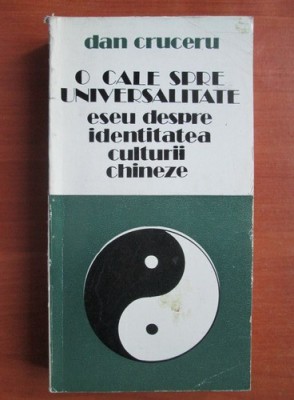 dan cruceru
O CALE SPRE
UNIVERSALITATE
eseu despre
identitatea
culturii
chineze